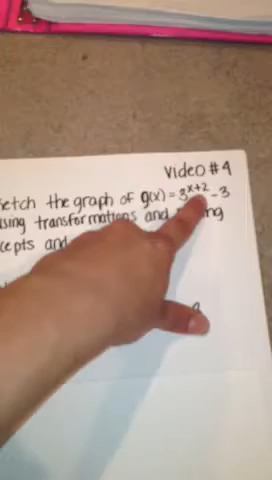 Video #4
etch the graph of g(x) = 3^{x+2} - 3
sing transformations and
cepts and